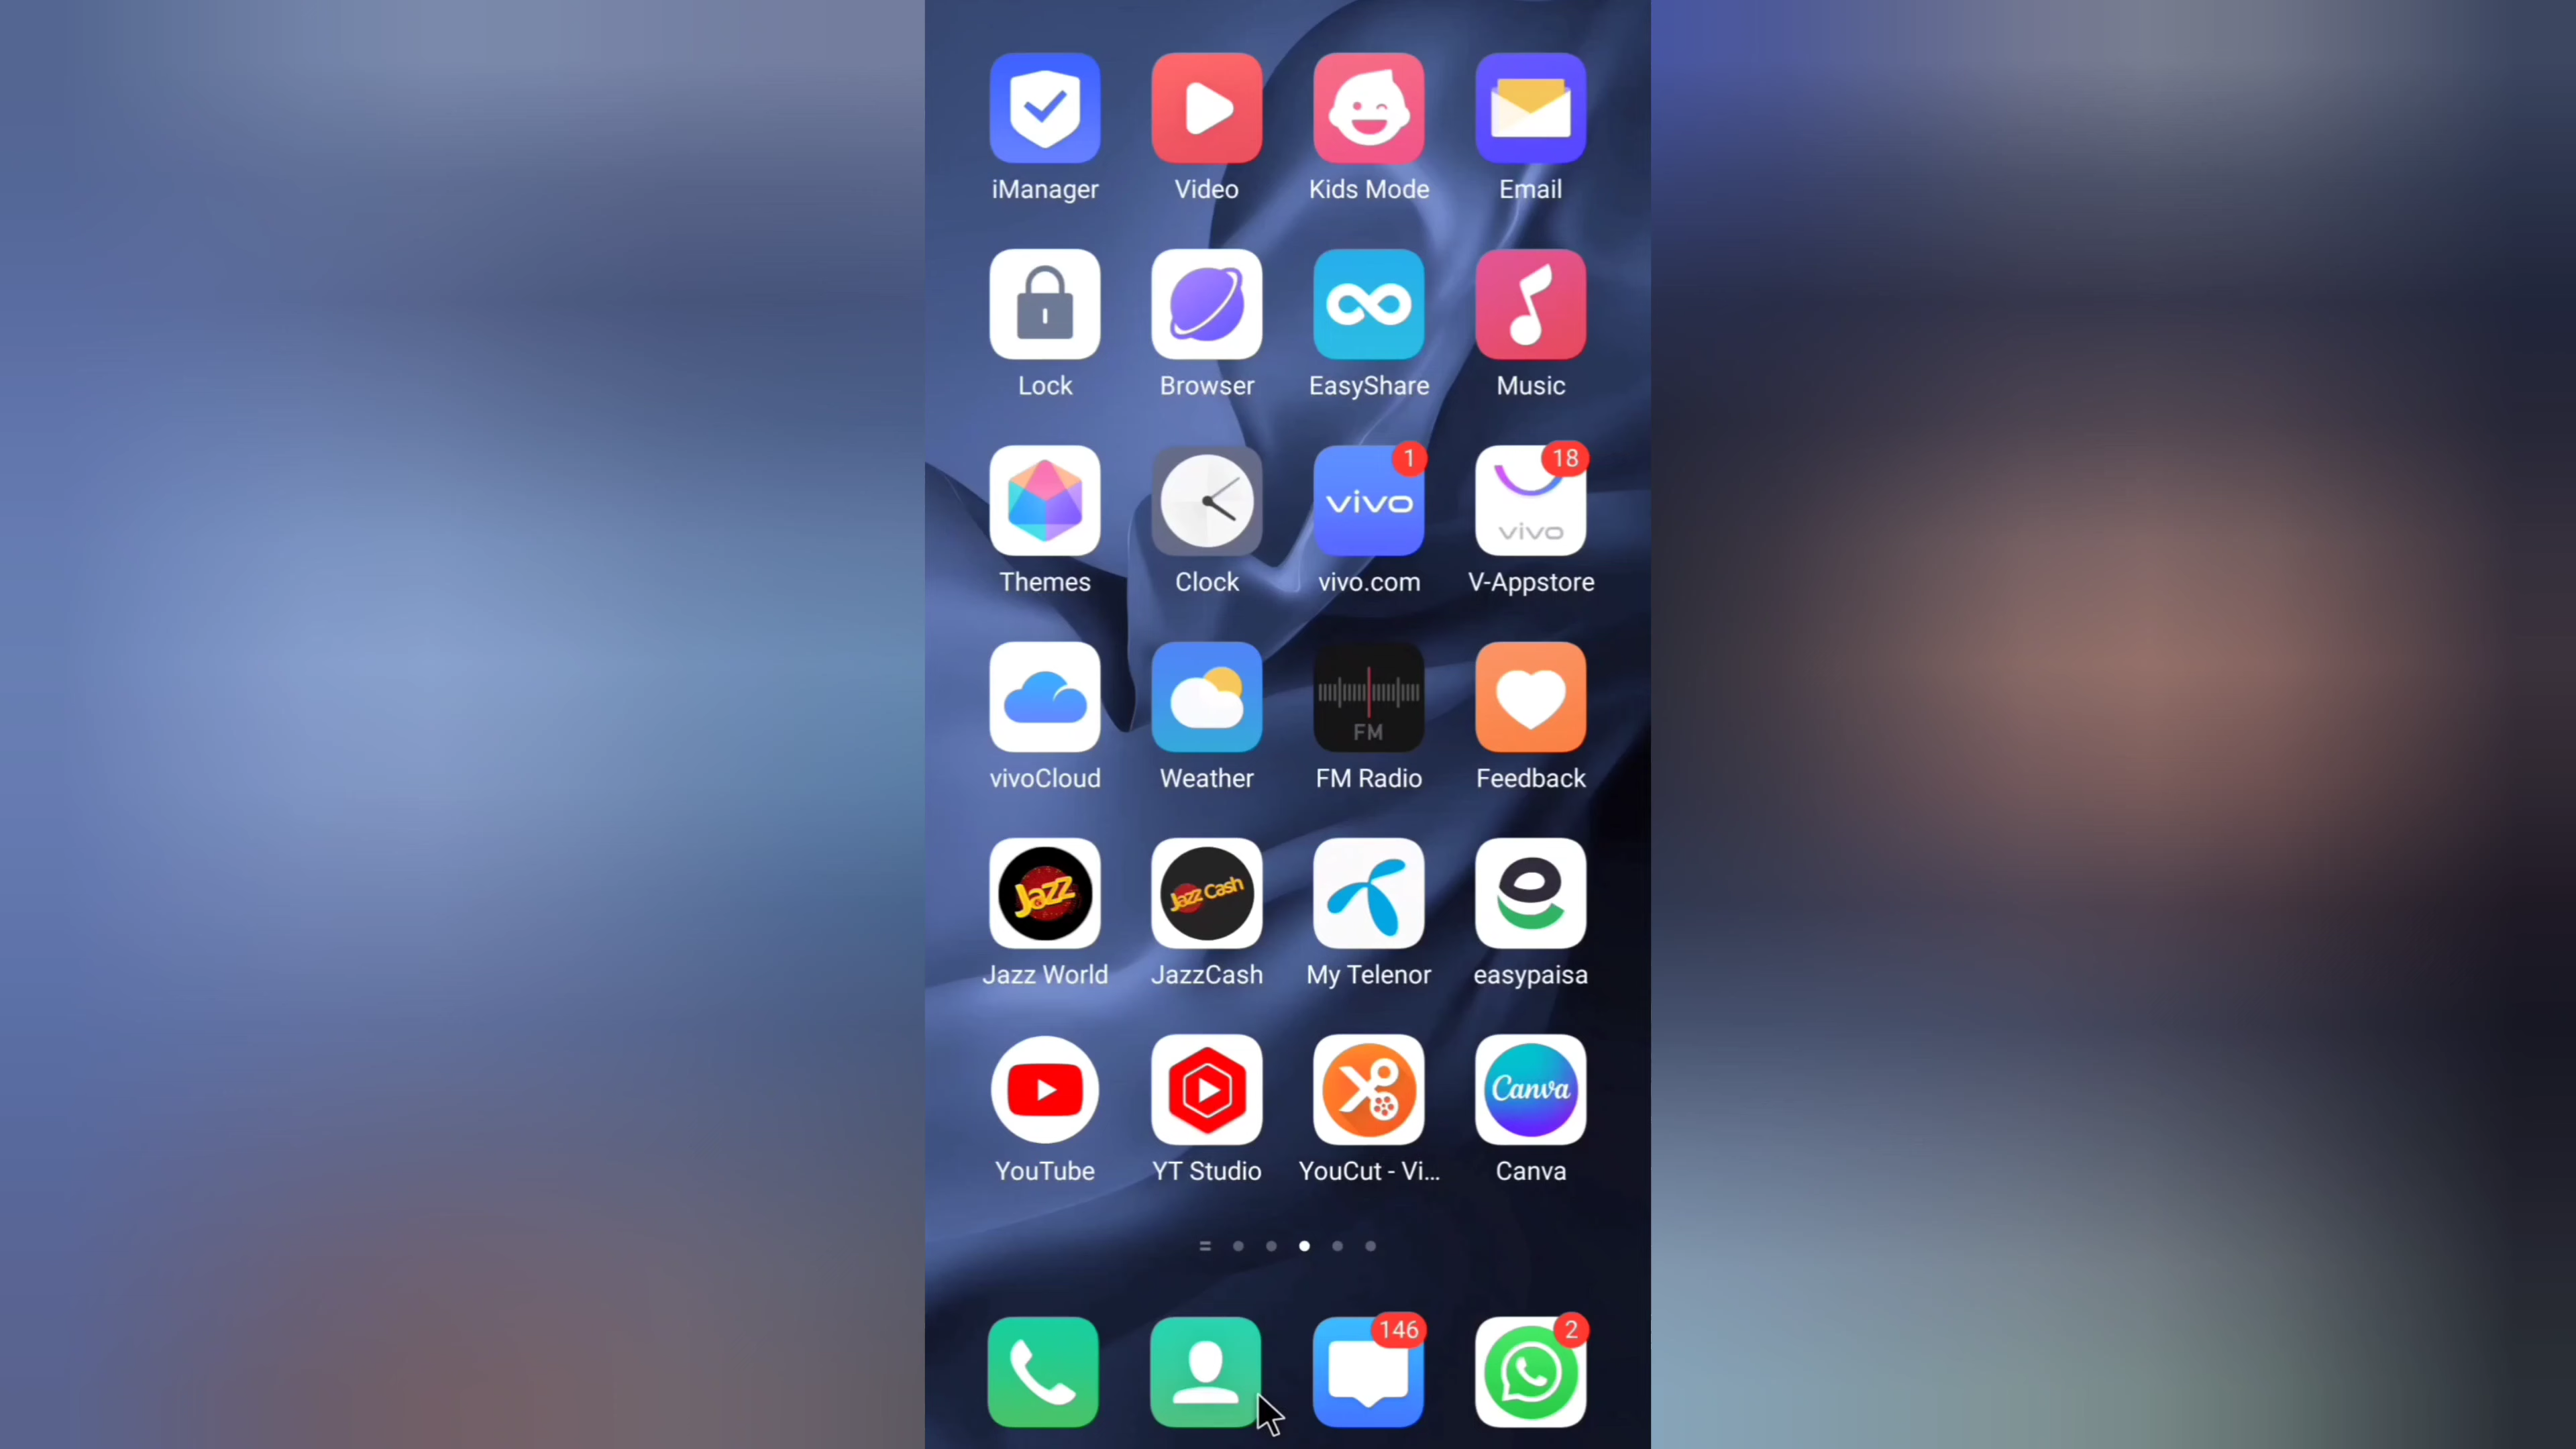 iManager Video Kids Mode Email
Lock Browser EasyShare Music
1 18
vivo vivo
Themes Clock vivo.com V-Appstore
FM
vivoCloud Weather FM Radio Feedback
Jazz Jazz Cash
Jazz World JazzCash My Telenor easypaisa
Canva
YouTube YT Studio YouCut - Vi... Canva
146 2